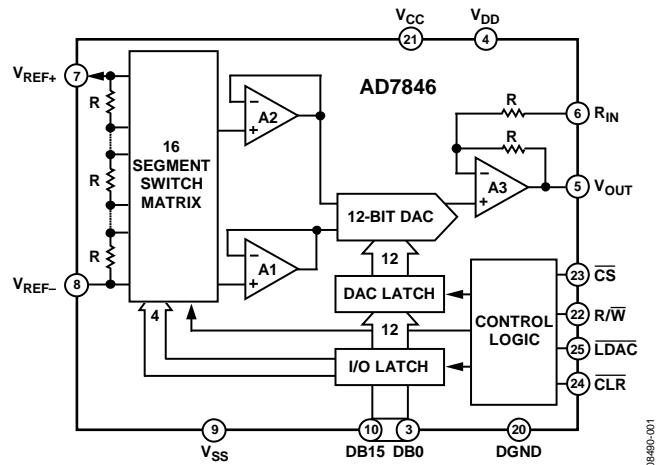 VCC
VDD
21
4
AD7846
VREF+
7
R
R
R
16
SEGMENT
SWITCH
MATRIX
A2
−
+
R
6
RIN
R
−
+
A3
5
VOUT
12-BIT DAC
−
+
A1
12
VREF–
8
4
DAC LATCH
12
I/O LATCH
CONTROL
LOGIC
23
CS
22
R/W
25
LDAC
24
CLR
9
VSS
10
DB15
3
DB0
20
DGND
08490-001